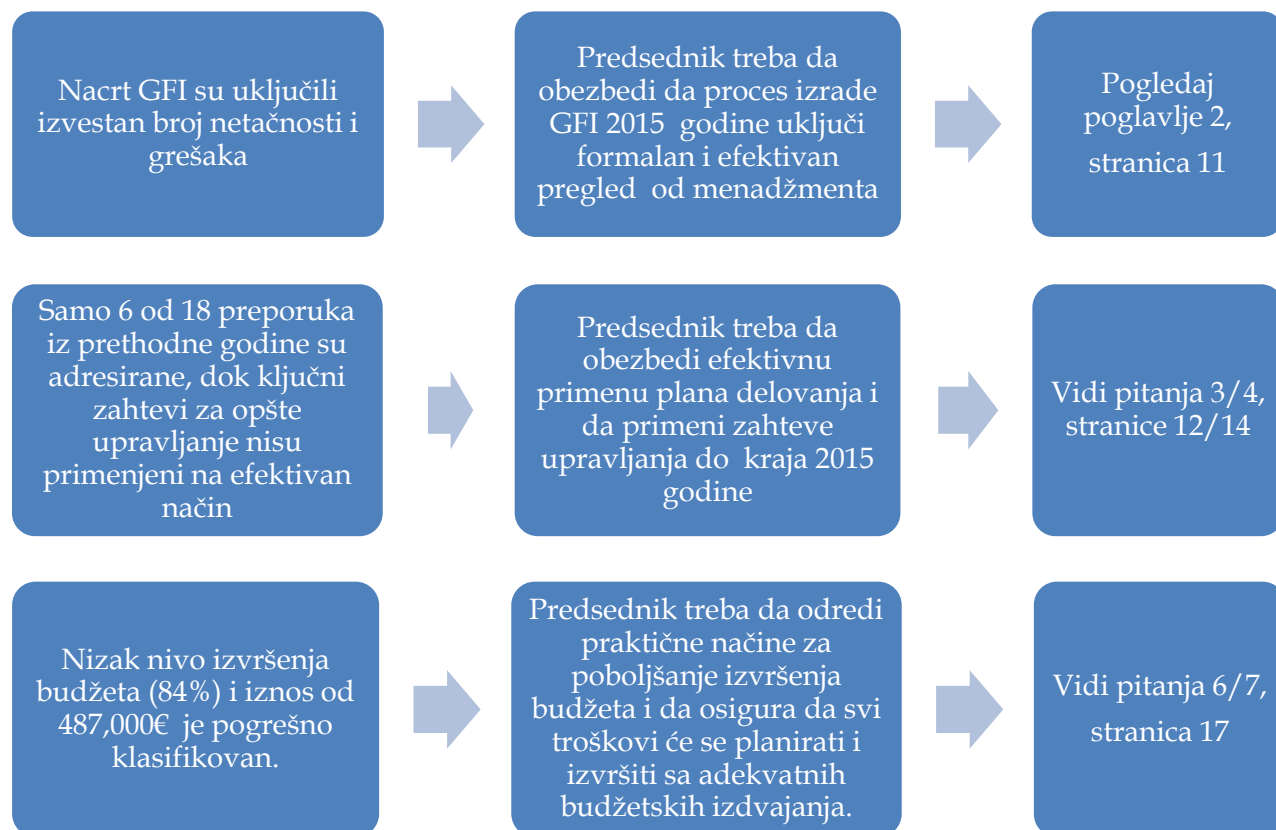 Nacrt GFI su uključili
izvestan broj netačnosti i
grešaka
Predsednik treba da
obezbedi da proces izrade
GFI 2015 godine uključi
formalan i efektivan
pregled od menadžmenta
Pogledaj
poglavlje 2,
stranica 11
Samo 6 od 18 preporuka
iz prethodne godine su
adresirane, dok ključni
zahtevi za opšte
upravljanje nisu
primenjeni na efektivan
način
Predsednik treba da
obezbedi efektivnu
primenu plana delovanja i
da primeni zahteve
upravljanja do kraja 2015
godine
Vidi pitanja 3/4,
stranice 12/14
Nizak nivo izvršenja
budžeta (84%) i iznos od
487,000€ je pogrešno
klasifikovan.
Predsednik treba da odredi
praktične načine za
poboljšanje izvršenja
budžeta i da osigura da svi
troškovi će se planirati i
izvršiti sa adekvatnih
budžetskih izdvajanja.
Vidi pitanja 6/7,
stranica 17